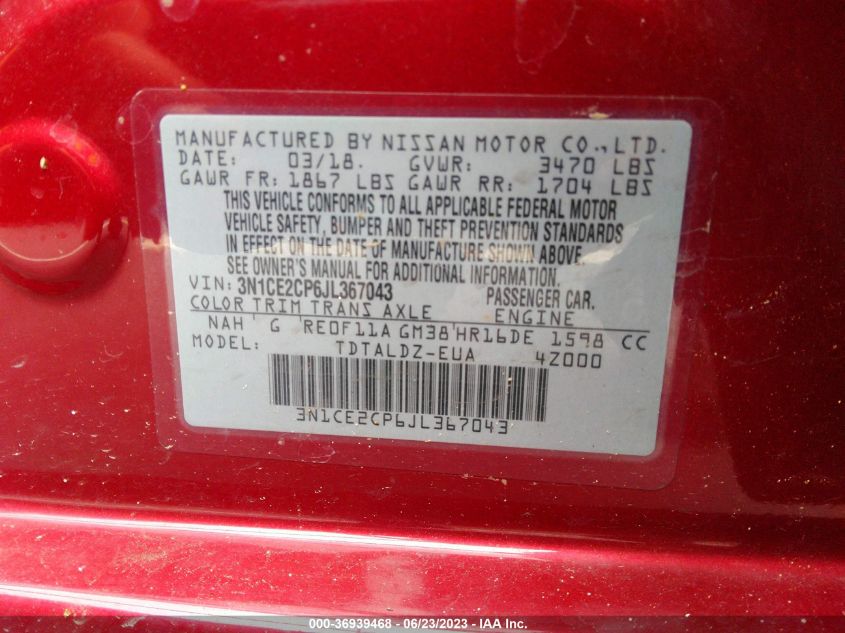 MANUFACTURED BY NISSAN MOTOR CO.,LTD.
DATE: 03/18. GVWR: 3470 LBS
GAWR FR: 1867 LBS GAWR RR: 1704 LBS
THIS VEHICLE CONFORMS TO ALL APPLICABLE FEDERAL MOTOR
VEHICLE SAFETY, BUMPER AND THEFT PREVENTION STANDARDS
IN EFFECT ON THE DATE OF MANUFACTURE SHOWN ABOVE.
SEE OWNER'S MANUAL FOR ADDITIONAL INFORMATION.
VIN: 3N1CE2CP6JL367043 PASSENGER CAR.
COLOR TRIM TRANS AXLE ENGINE
NAH ' G RE0F11A GM38'HR16DE 1598 CC
MODEL: TDTALDZ-EUA 4Z000
3N1CE2CP6JL367043
000-36939468 - 06/23/2023 - IAA Inc.